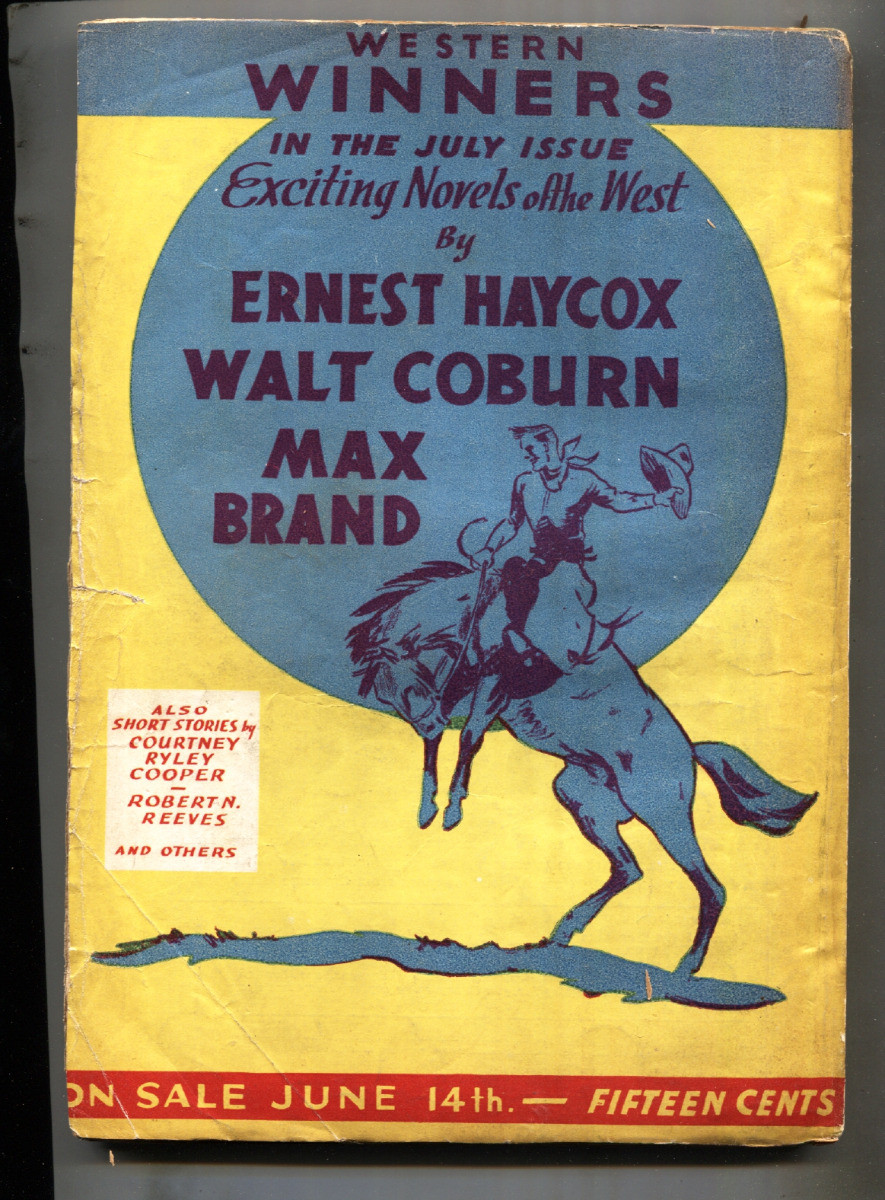 WESTERN
WINNERS
IN THE JULY ISSUE
Exciting Novels of the West
By
ERNEST HAYCOX
WALT COBURN
MAX
BRAND
ALSO
SHORT STORIES by
COURTNEY
RYLEY
COOPER
—
ROBERT N.
REEVES
AND OTHERS
ON SALE JUNE 14th. — FIFTEEN CENTS